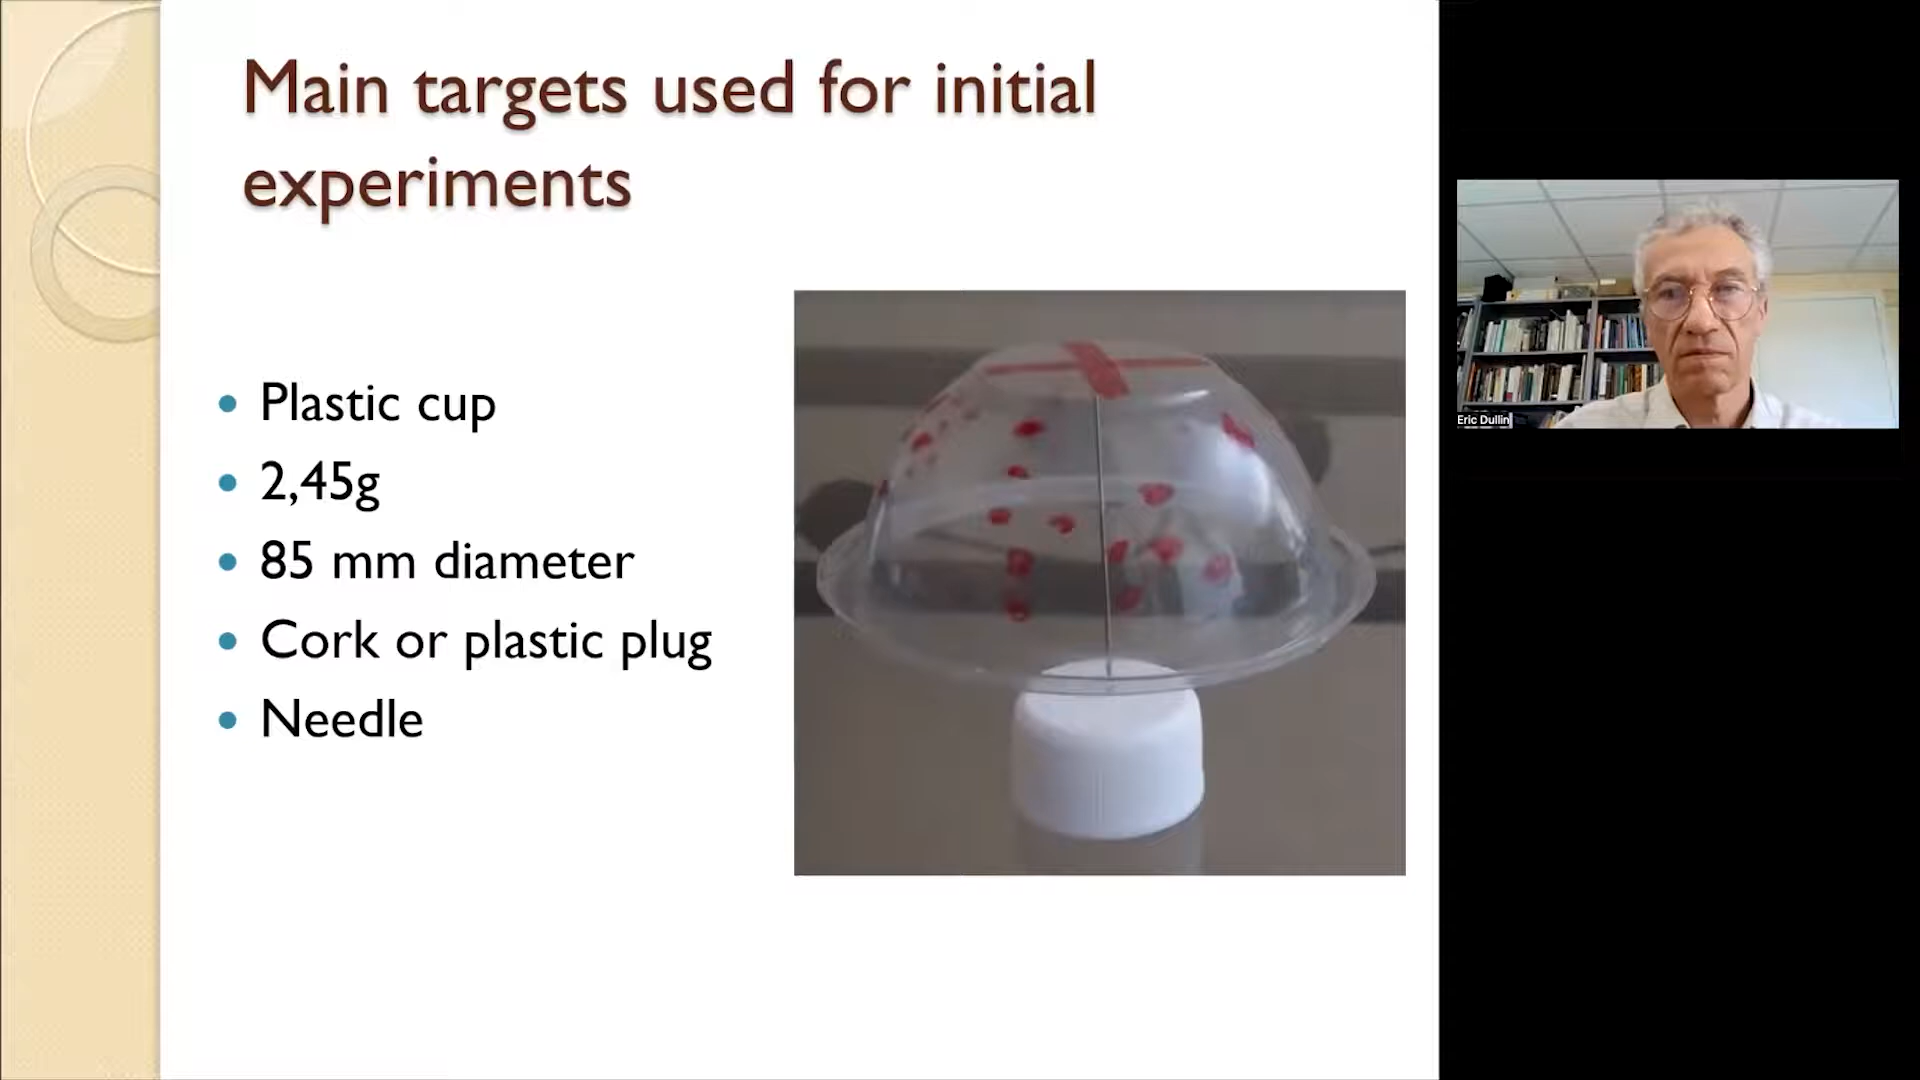 Main targets used for initial
experiments
Plastic cup
2,45g
85 mm diameter
Cork or plastic plug
Needle
Eric Dullin